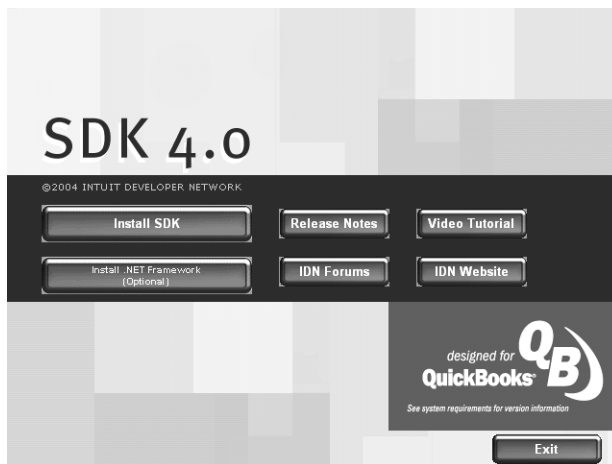 SDK 4.0
©2004 INTUIT DEVELOPER NETWORK
Install SDK
Release Notes
Video Tutorial
Install .NET Framework
(Optional)
IDN Forums
IDN Website
designed for
QuickBooks®
QB
See system requirements for version information
Exit